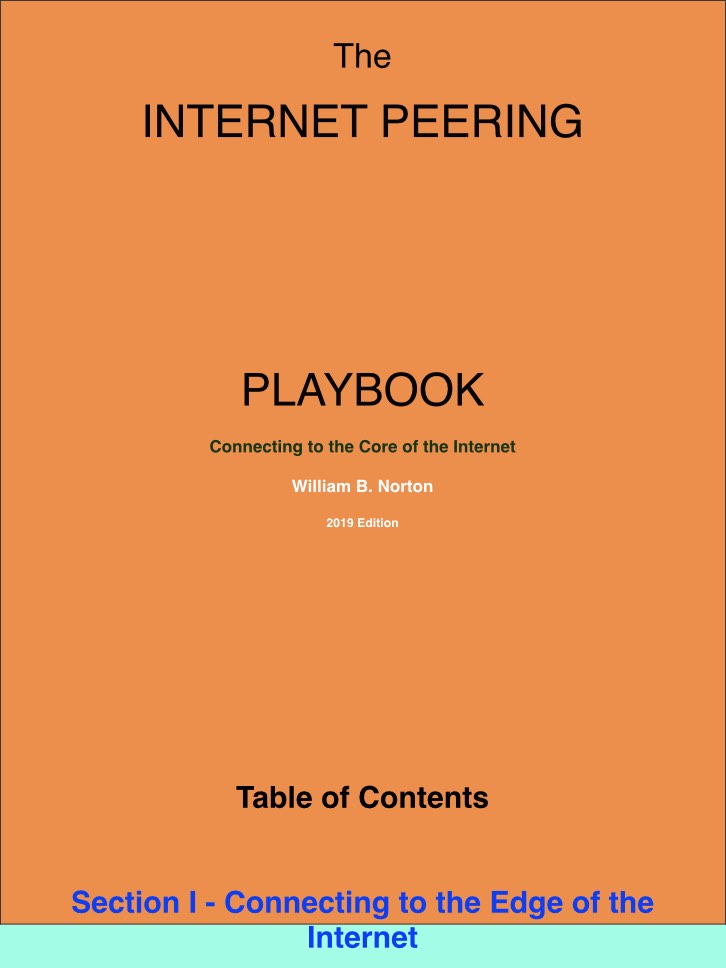 The
INTERNET PEERING
PLAYBOOK
Connecting to the Core of the Internet
William B. Norton
2019 Edition
Table of Contents
Section I - Connecting to the Edge of the
Internet